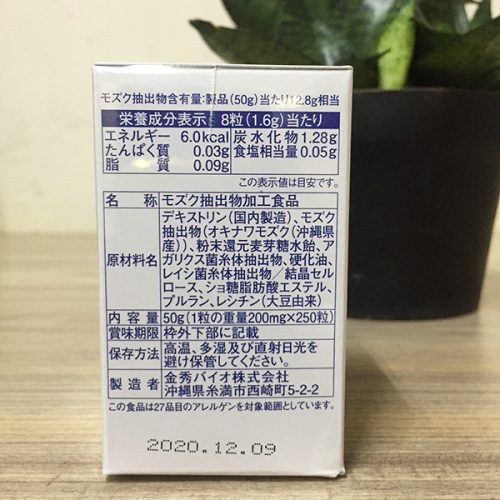 モズク抽出物含有量:製品(50g)当たり12.8g相当
栄養成分表示 8粒(1.6g)当たり
エネルギー 6.0kcal 炭水化物 1.28g
たんぱく質 0.03g 食塩相当量 0.05g
脂質 0.09g
この表示値は目安です。
名称 モズク抽出物加工食品
原材料名 デキストリン(国内製造)、モズク
抽出物(オキナワモズク(沖縄県
産))、粉末還元麦芽糖水飴、ア
ガリクス菌糸体抽出物、硬化油、
レイシ菌糸体抽出物/結晶セル
ロース、ショ糖脂肪酸エステル、
プルラン、レシチン(大豆由来)
内容量 50g(1粒の重量200mg×250粒)
賞味期限 枠外下部に記載
保存方法 高温、多湿及び直射日光を
避け保管してください。
製造者 金秀バイオ株式会社
沖縄県糸満市西崎町5-2-2
この食品は27品目のアレルゲンを対象範囲としています。
2020.12.09